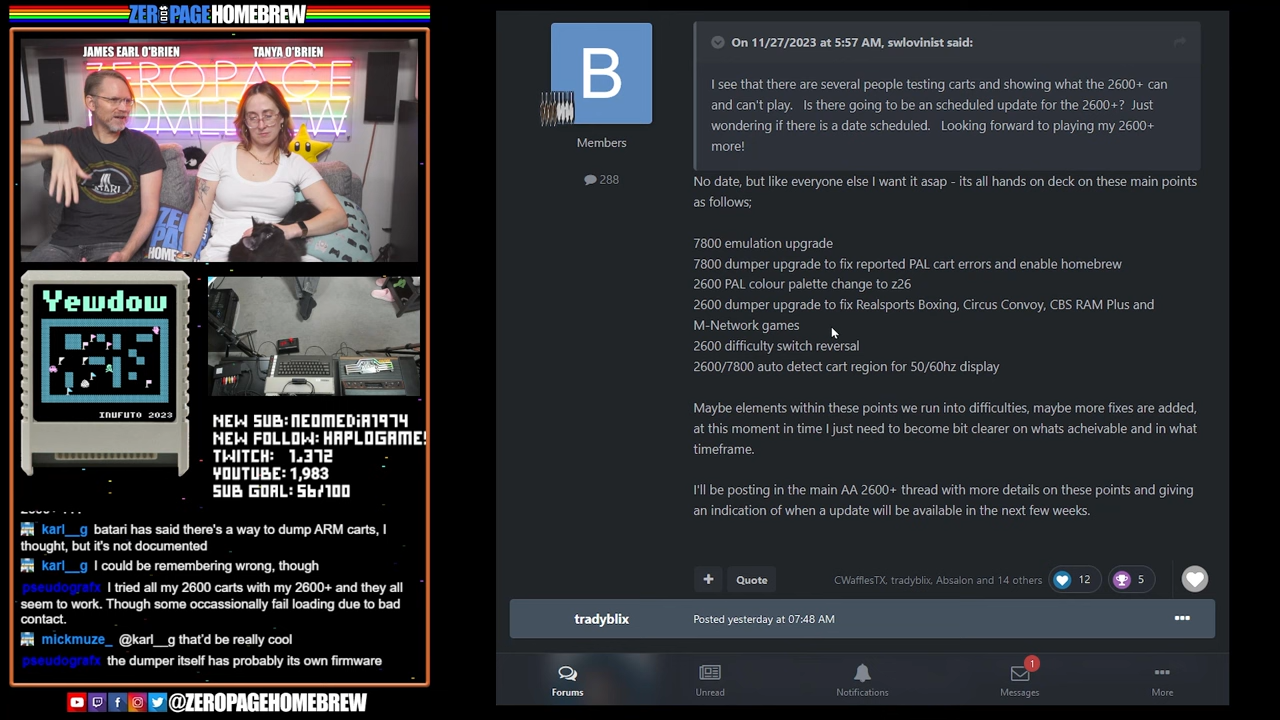 ZEROPAGE HOMEBREW
JAMES EARL O'BRIEN
TANYA O'BRIEN
ZEROPAGE
HOMEBREW
ATARI
Yewdow
INUFUTO 2023
NEW SUB: NEOMEDIA1974
NEW FOLLOW: HAPLOGAME
TWITCH: 1,372
YOUTUBE: 1,983
SUB GOAL: 56/100
karl__g batari has said there's a way to dump ARM carts, I
thought, but it's not documented
karl__g I could be remembering wrong, though
pseudografx I tried all my 2600 carts with my 2600+ and they all
seem to work. Though some occassionally fail loading due to bad
contact.
mickmuze_ @karl__g that'd be really cool
pseudografx the dumper itself has probably its own firmware
@ZEROPAGEHOMEBREW
B
Members
288
On 11/27/2023 at 5:57 AM, swlovinist said:
I see that there are several people testing carts and showing what the 2600+ can
and can't play. Is there going to be an scheduled update for the 2600+? Just
wondering if there is a date scheduled. Looking forward to playing my 2600+
more!
No date, but like everyone else I want it asap - its all hands on deck on these main points
as follows;
7800 emulation upgrade
7800 dumper upgrade to fix reported PAL cart errors and enable homebrew
2600 PAL colour palette change to z26
2600 dumper upgrade to fix Realsports Boxing, Circus Convoy, CBS RAM Plus and
M-Network games
2600 difficulty switch reversal
2600/7800 auto detect cart region for 50/60hz display
Maybe elements within these points we run into difficulties, maybe more fixes are added,
at this moment in time I just need to become bit clearer on whats acheivable and in what
timeframe.
I'll be posting in the main AA 2600+ thread with more details on these points and giving
an indication of when a update will be available in the next few weeks.
+ Quote
CWafflesTX, tradyblix, Absalon and 14 others 12 5
tradyblix
Posted yesterday at 07:48 AM
Forums
Unread
Notifications
1
Messages
More